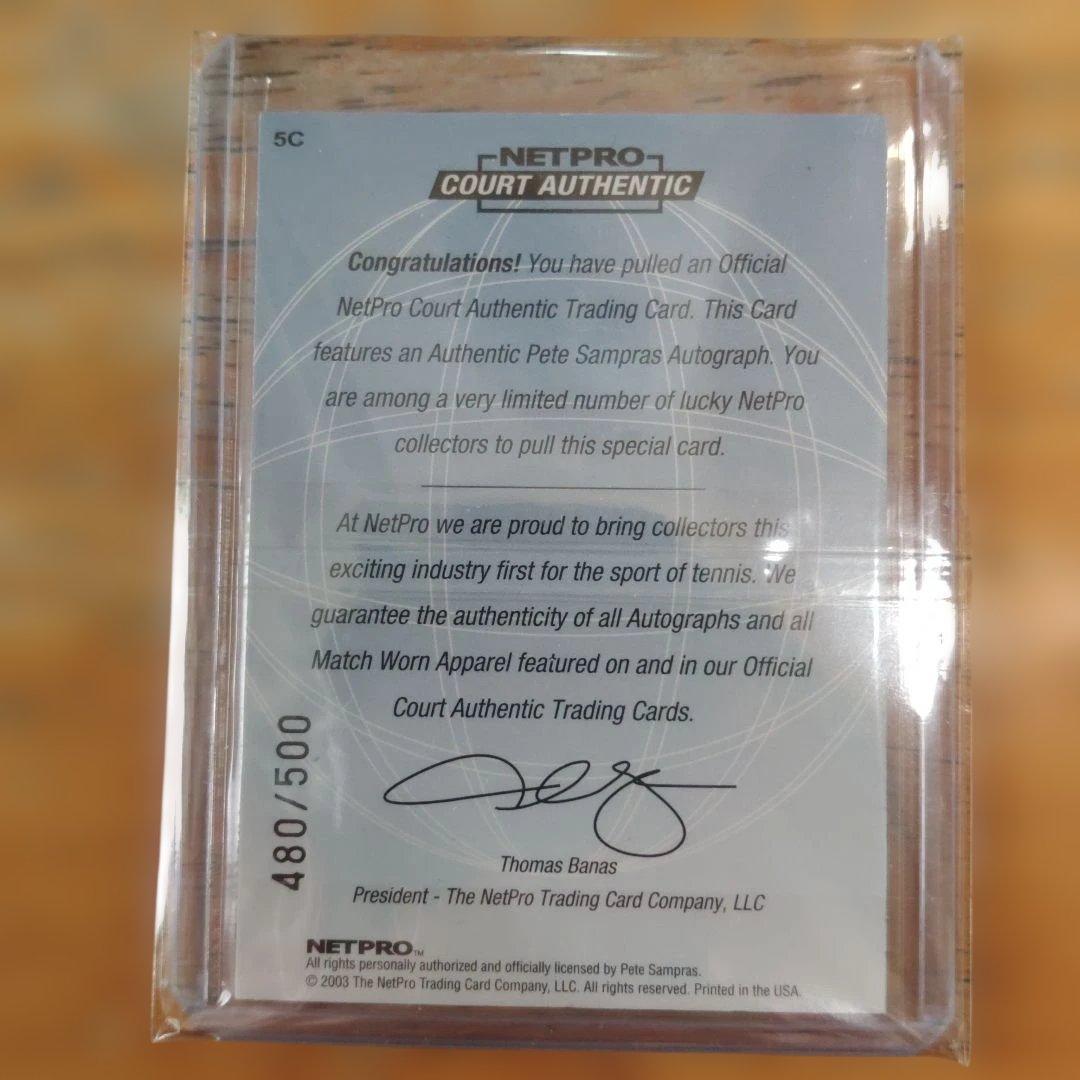 5C
NETPRO
COURT AUTHENTIC
Congratulations! You have pulled an Official
NetPro Court Authentic Trading Card. This Card
features an Authentic Pete Sampras Autograph. You
are among a very limited number of lucky NetPro
collectors to pull this special card.
At NetPro we are proud to bring collectors this
exciting industry first for the sport of tennis. We
guarantee the authenticity of all Autographs and all
Match Worn Apparel featured on and in our Official
Court Authentic Trading Cards.
480/500
Thomas Banas
President - The NetPro Trading Card Company, LLC
NETPRO™
All rights personally authorized and officially licensed by Pete Sampras.
© 2003 The NetPro Trading Card Company, LLC. All rights reserved. Printed in the USA.